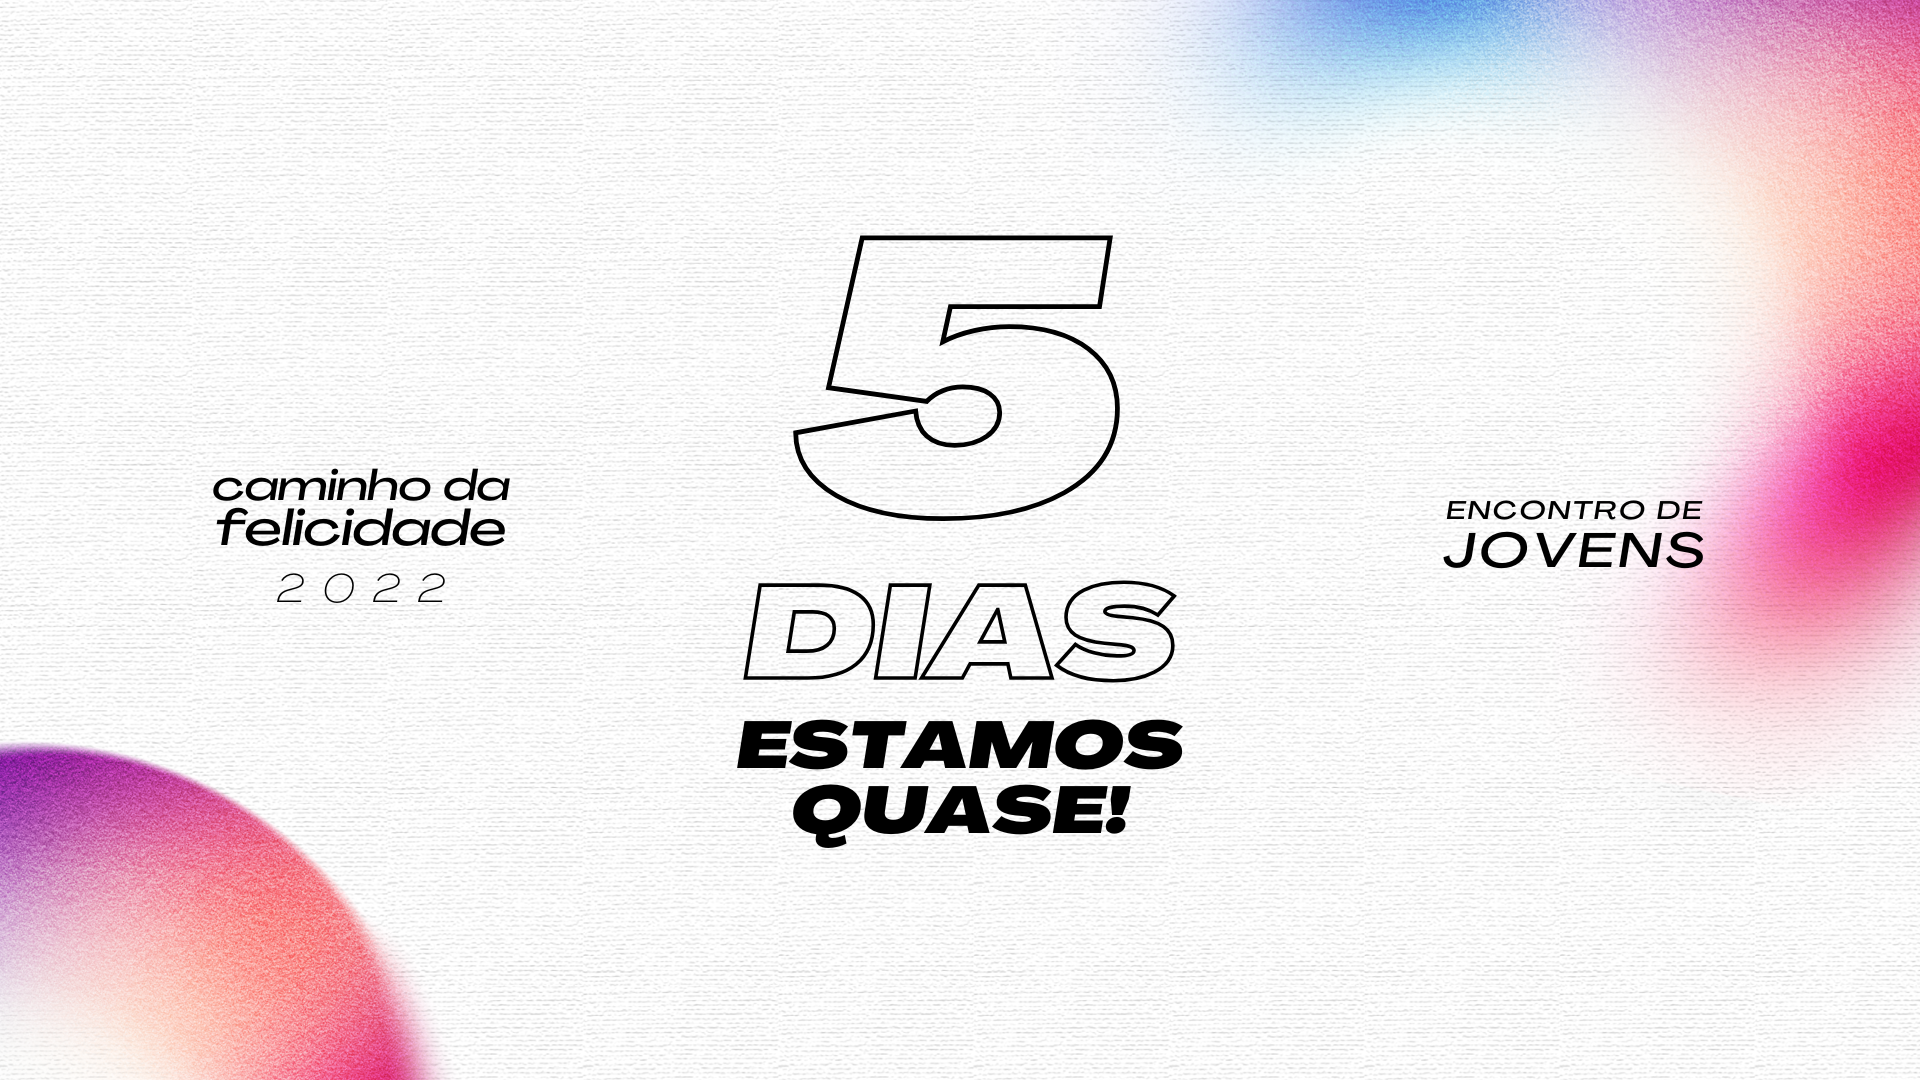 caminho da
felicidade
2022
5
DIAS
ESTAMOS
QUASE!
ENCONTRO DE
JOVENS